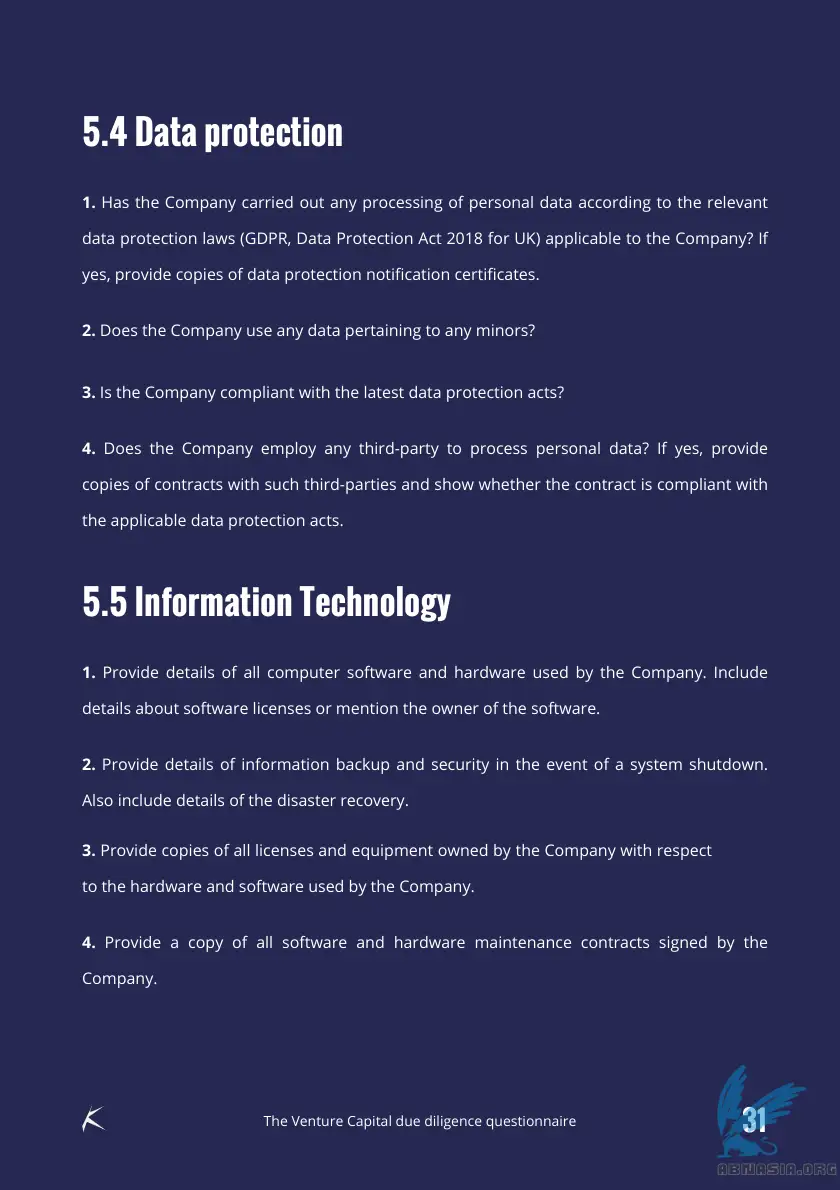 5.4 Data protection
1. Has the Company carried out any processing of personal data according to the relevant
data protection laws (GDPR, Data Protection Act 2018 for UK) applicable to the Company? If
yes, provide copies of data protection notification certificates.
2. Does the Company use any data pertaining to any minors?
3. Is the Company compliant with the latest data protection acts?
4. Does the Company employ any third-party to process personal data? If yes, provide
copies of contracts with such third-parties and show whether the contract is compliant with
the applicable data protection acts.
5.5 Information Technology
1. Provide details of all computer software and hardware used by the Company. Include
details about software licenses or mention the owner of the software.
2. Provide details of information backup and security in the event of a system shutdown.
Also include details of the disaster recovery.
3. Provide copies of all licenses and equipment owned by the Company with respect
to the hardware and software used by the Company.
4. Provide a copy of all software and hardware maintenance contracts signed by the
Company.
The Venture Capital due diligence questionnaire
31
ABNASIA.ORG